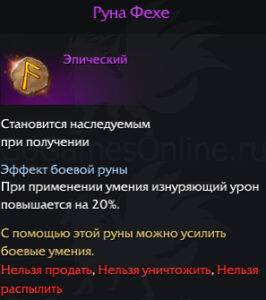 Руна Фехе
Эпический
Становится наследуемым
при получении
Эффект боевой руны
При применении умения изнуряющий урон
повышается на 20%.
С помощью этой руны можно усилить
боевые умения.
Нельзя продать, Нельзя уничтожить, Нельзя
распылить